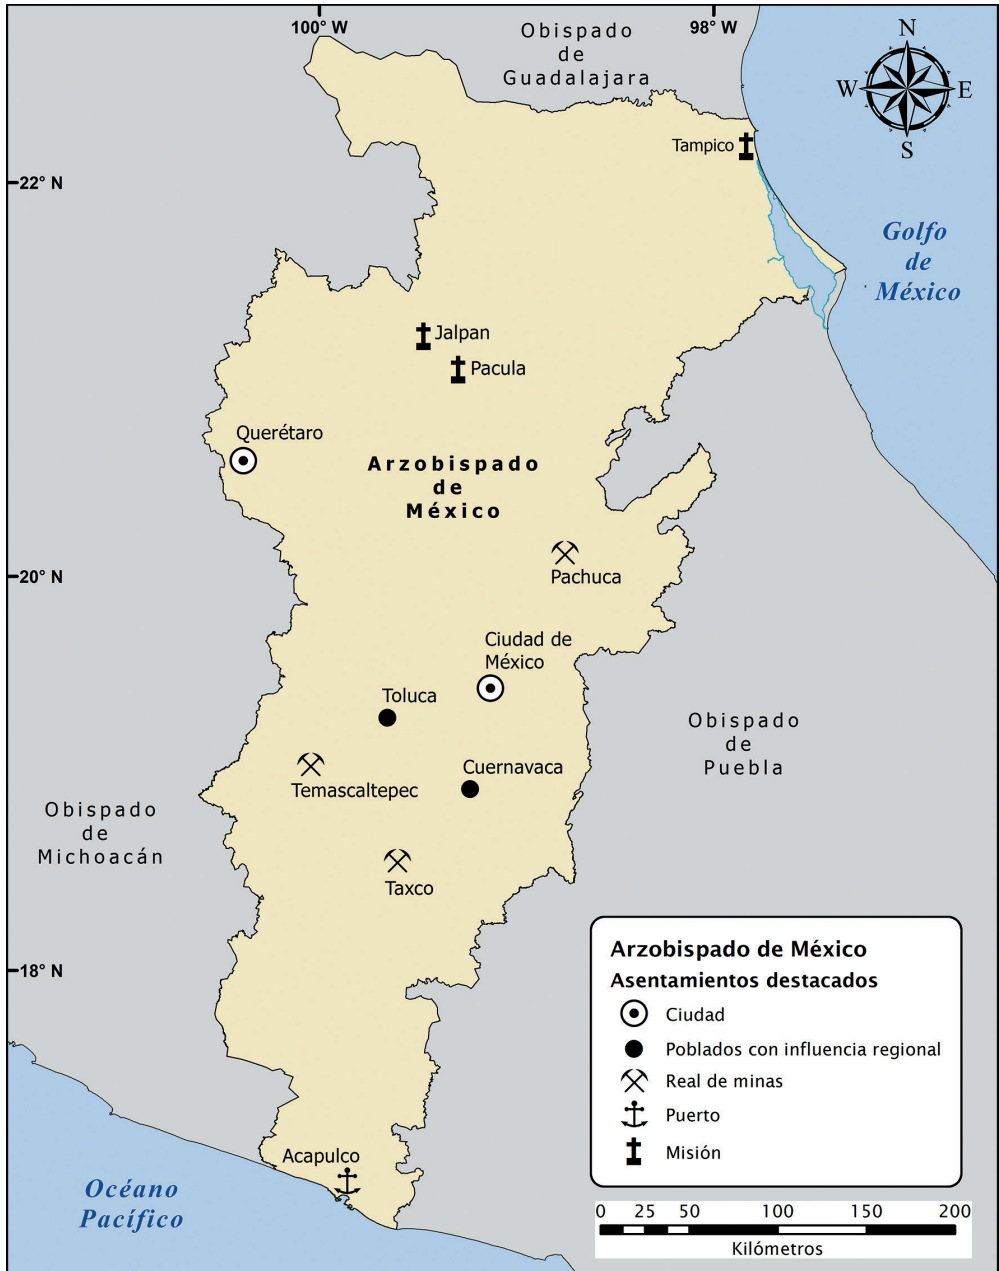 100° W
98° W
Obispado
de
Guadalajara
N
W
E
S
Tampico
22° N
Golfo
de
México
Jalpan
Pacula
Querétaro
Arzobispado
de
México
Pachuca
20° N
Ciudad de
México
Toluca
Obispado
de
Puebla
Cuernavaca
Temascaltepec
Obispado
de
Michoacán
Taxco
18° N
Arzobispado de México
Asentamientos destacados
Ciudad
Poblados con influencia regional
Real de minas
Puerto
Misión
Acapulco
Océano
Pacífico
0 25 50 100 150 200
Kilómetros